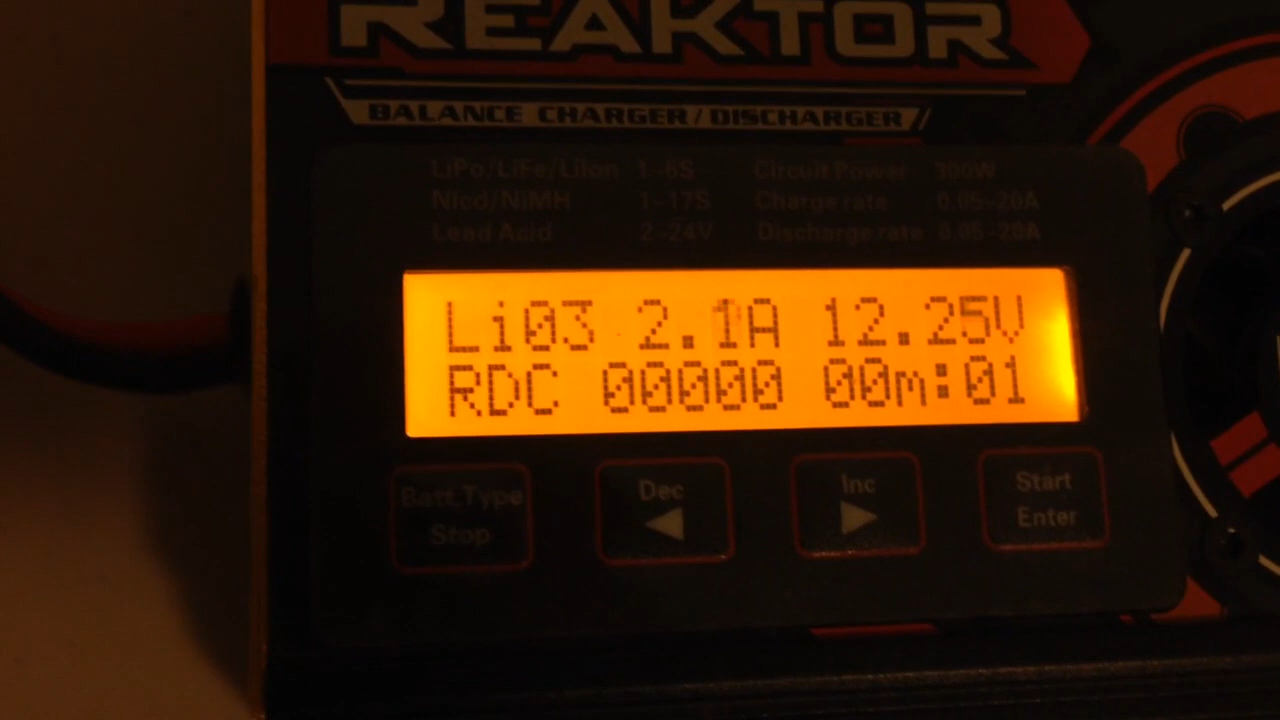 REAKTOR
BALANCE CHARGER/DISCHARGER
LiPo/LiFe/LiIon 1~6S Circuit Power 300W
Nicd/NiMH 1~17S Charge rate 0.05~20A
Lead Acid 2~24V Discharge rate 0.05~20A
Li03 2.1A 12.25V
RDC 00000 00m:01
Batt.Type Dec Inc Start
Stop Enter